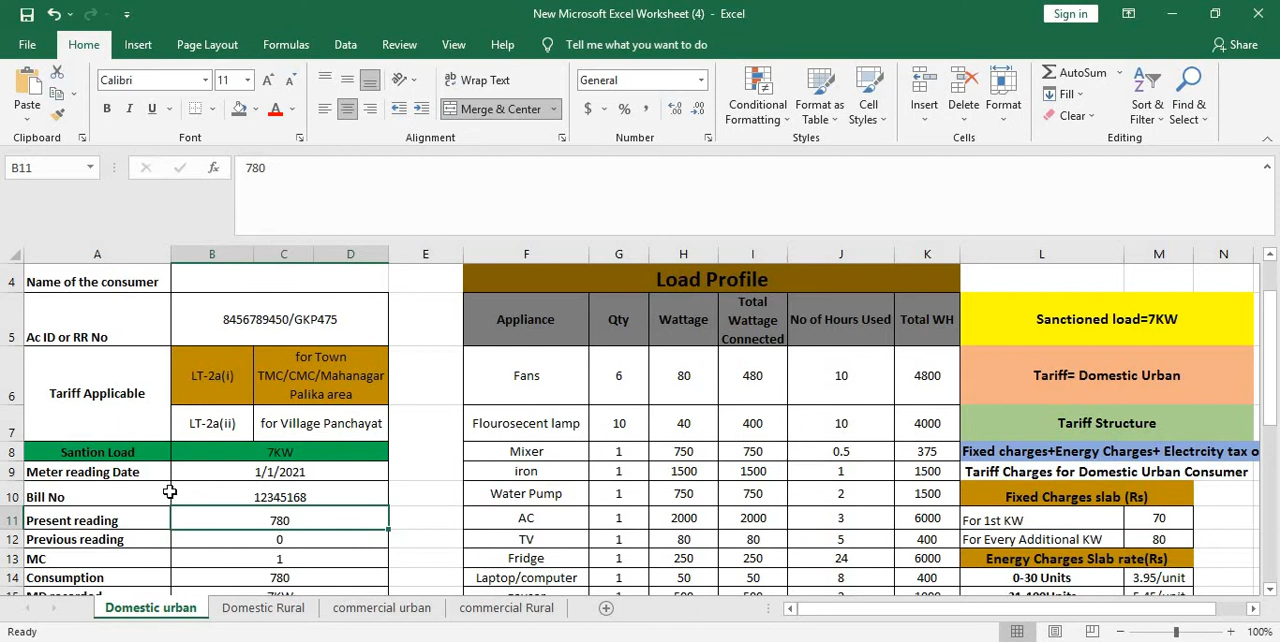 New Microsoft Excel Worksheet (4) - Excel
Sign in
File Home Insert Page Layout Formulas Data Review View Help Tell me what you want to do Share
Paste
Calibri 11
B I U
Wrap Text
Merge & Center
General
$ % ,
Conditional Formatting
Format as Table
Cell Styles
Insert
Delete
Format
AutoSum
Fill
Clear
Sort & Filter
Find & Select
Clipboard Font Alignment Number Styles Cells Editing
B11 fx 780
A B C D E F G H I J K L M N
4 Name of the consumer Load Profile
5 Ac ID or RR No 8456789450/GKP475 Appliance Qty Wattage Total Wattage Connected No of Hours Used Total WH Sanctioned load=7KW
6 Tariff Applicable LT-2a(i) for Town TMC/CMC/Mahanagar Palika area Fans 6 80 480 10 4800 Tariff= Domestic Urban
7 LT-2a(ii) for Village Panchayat Flourosecent lamp 10 40 400 10 4000 Tariff Structure
8 Santion Load 7KW Mixer 1 750 750 0.5 375 Fixed charges+Energy Charges+ Electrcity tax o
9 Meter reading Date 1/1/2021 iron 1 1500 1500 1 1500 Tariff Charges for Domestic Urban Consumer
10 Bill No 12345168 Water Pump 1 750 750 2 1500 Fixed Charges slab (Rs)
11 Present reading 780 AC 1 2000 2000 3 6000 For 1st KW 70
12 Previous reading 0 TV 1 80 80 5 400 For Every Additional KW 80
13 MC 1 Fridge 1 250 250 24 6000 Energy Charges Slab rate(Rs)
14 Consumption 780 Laptop/computer 1 50 50 8 400 0-30 Units 3.95/unit
Domestic urban Domestic Rural commercial urban commercial Rural
Ready 100%